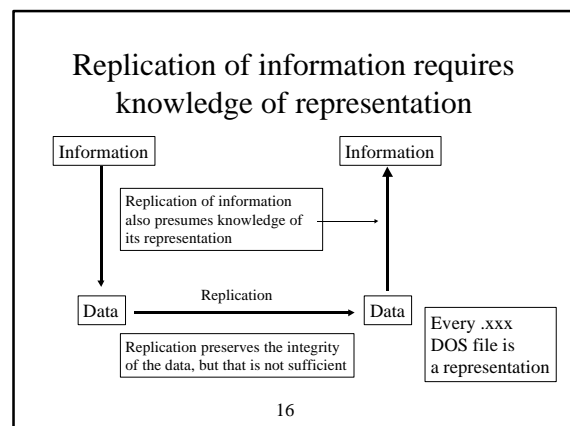 Replication of information requires
knowledge of representation
Information
Information
Replication of information
also presumes knowledge of
its representation
Replication
Data
Data
Every .xxx
DOS file is
a representation
Replication preserves the integrity
of the data, but that is not sufficient
16